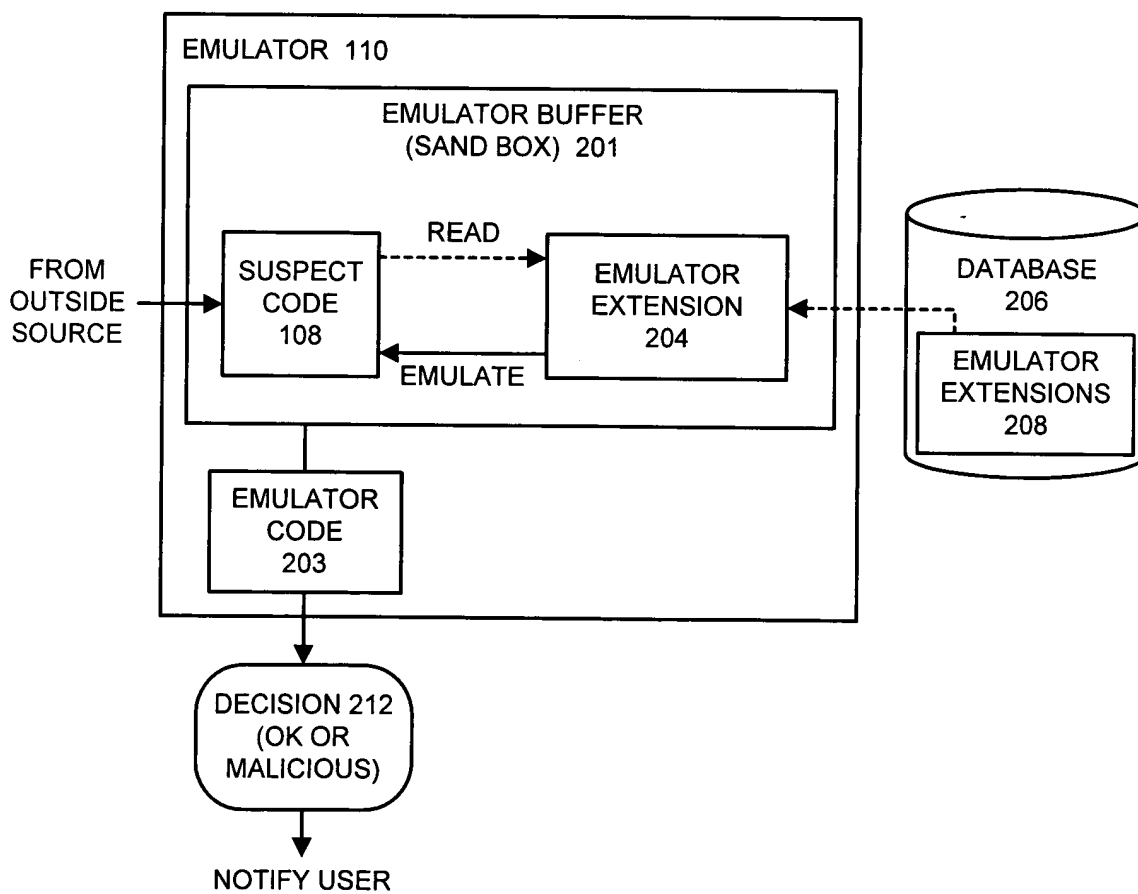 EMULATOR 110
EMULATOR BUFFER
(SAND BOX) 201
FROM
OUTSIDE
SOURCE
SUSPECT
CODE
108
READ
EMULATE
EMULATOR
EXTENSION
204
DATABASE
206
EMULATOR
EXTENSIONS
208
EMULATOR
CODE
203
DECISION 212
(OK OR
MALICIOUS)
NOTIFY USER